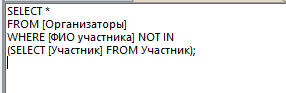 SELECT *
FROM [Организаторы]
WHERE [ФИО участника] NOT IN
(SELECT [Участник] FROM Участник);